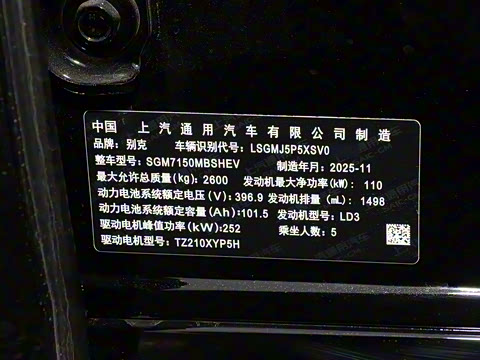 中国 上汽通用汽车有限公司制造
品牌：别克 车辆识别代号：LSGMJ5P5XSV0
整车型号：SGM7150MBSHEV 制造年月：2025-11
最大允许总质量(kg)：2600 发动机最大净功率(kW)：110
动力电池系统额定电压(V)：396.9 发动机排量(mL)：1498
动力电池系统额定容量(Ah)：101.5 发动机型号：LD3
驱动电机峰值功率(kW)：252 乘坐人数：5
驱动电机型号：TZ210XYP5H